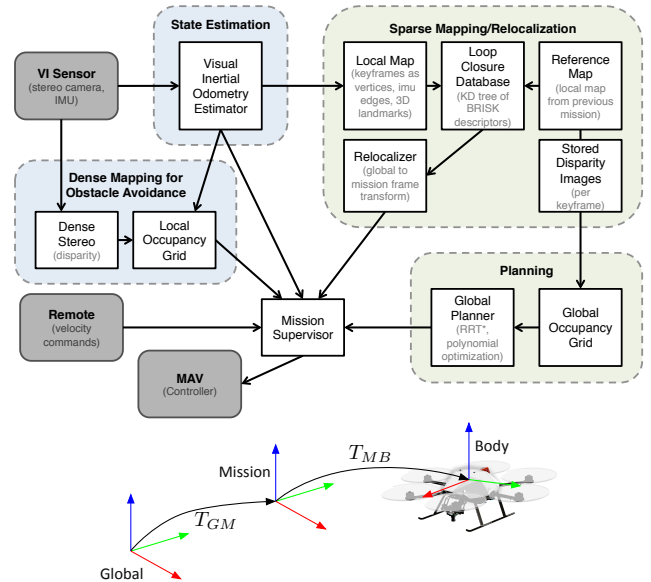 State Estimation
Sparse Mapping/Relocalization
VI Sensor
(stereo camera,
IMU)
Visual
Inertial
Odometry
Estimator
Local Map
(keyframes as
vertices, imu
edges, 3D
landmarks)
Loop
Closure
Database
(KD tree of
BRISK
descriptors)
Reference
Map
(local map
from previous
mission)
Relocalizer
(global to
mission frame
transform)
Stored
Disparity
Images
(per
keyframe)
Dense Mapping for
Obstacle Avoidance
Dense
Stereo
(disparity)
Local
Occupancy
Grid
Planning
Remote
(velocity
commands)
Mission
Supervisor
Global
Planner
(RRT*,
polynomial
optimization)
Global
Occupancy
Grid
MAV
(Controller)
Body
T_{MB}
Mission
T_{GM}
Global